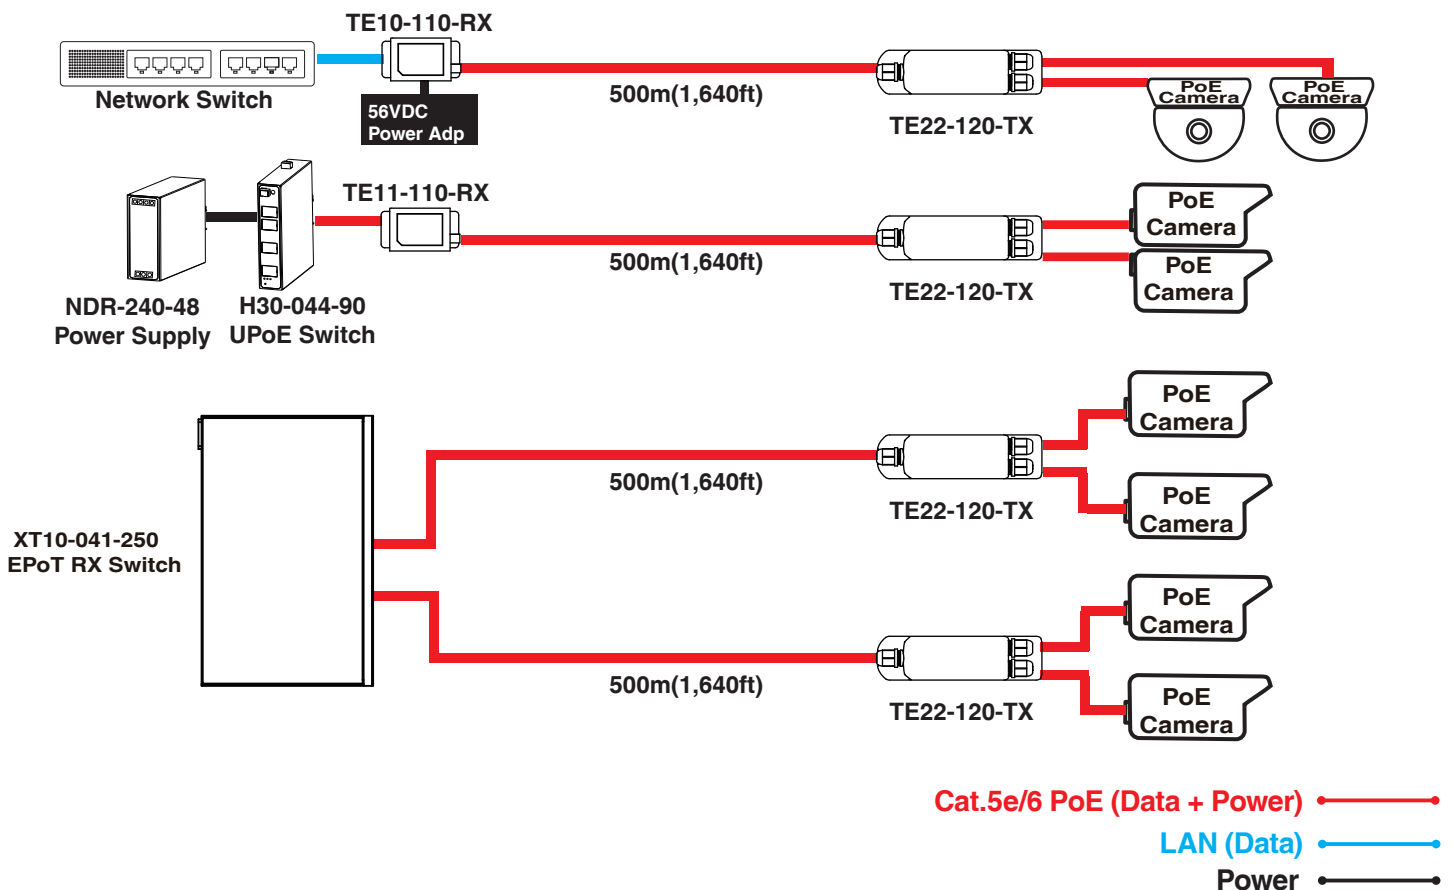 TE10-110-RX
Network Switch
56VDC
Power Adp
500m(1,640ft)
TE22-120-TX
PoE
Camera
PoE
Camera
TE11-110-RX
NDR-240-48
Power Supply
H30-044-90
UPoE Switch
500m(1,640ft)
TE22-120-TX
PoE
Camera
PoE
Camera
XT10-041-250
EPoT RX Switch
500m(1,640ft)
TE22-120-TX
PoE
Camera
PoE
Camera
500m(1,640ft)
TE22-120-TX
PoE
Camera
PoE
Camera
Cat.5e/6 PoE (Data + Power)
LAN (Data)
Power